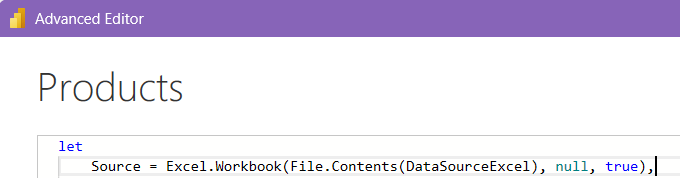 Advanced Editor
Products
let
Source = Excel.Workbook(File.Contents(DataSourceExcel), null, true),